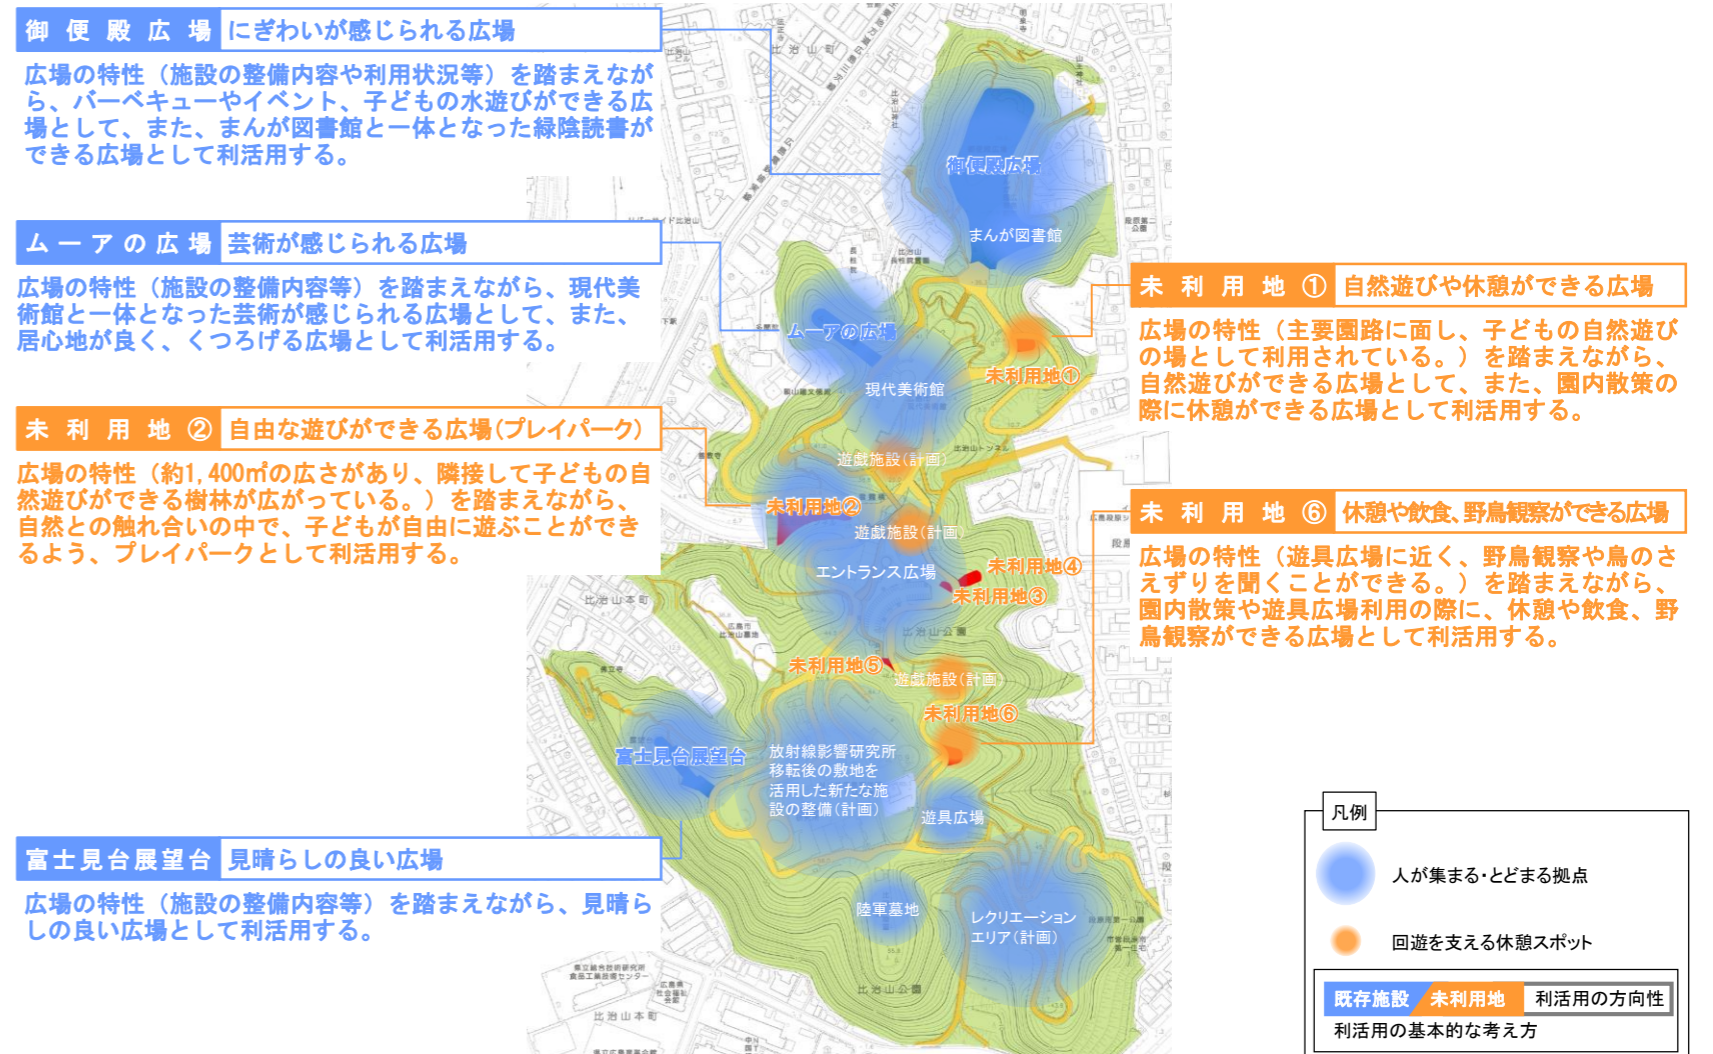 御便殿広場 にぎわいが感じられる広場
広場の特性（施設の整備内容や利用状況等）を踏まえなが
ら、バーベキューやイベント、子どもの水遊びができる広
場として、また、まんが図書館と一体となった緑陰読書が
できる広場として利活用する。
ムーアの広場 芸術が感じられる広場
広場の特性（施設の整備内容等）を踏まえながら、現代美
術館と一体となった芸術が感じられる広場として、また、
居心地が良く、くつろげる広場として利活用する。
未利用地② 自由な遊びができる広場(プレイパーク)
広場の特性（約1,400㎡の広さがあり、隣接して子どもの自
然遊びができる樹林が広がっている。）を踏まえながら、
自然との触れ合いの中で、子どもが自由に遊ぶことができ
るよう、プレイパークとして利活用する。
富士見台展望台 見晴らしの良い広場
広場の特性（施設の整備内容等）を踏まえながら、見晴ら
しの良い広場として利活用する。
比治山町
御便殿広場
まんが図書館
ムーアの広場
未利用地①
現代美術館
比治山トンネル
遊戯施設(計画)
未利用地②
遊戯施設(計画)
エントランス広場
未利用地④
未利用地③
比治山本町
広島市
比治山墓地
比治山公園
未利用地⑤
遊戯施設(計画)
未利用地⑥
富士見台展望台
放射線影響研究所
移転後の敷地を
活用した新たな施
設の整備(計画)
遊具広場
陸軍墓地
レクリエーション
エリア(計画)
比治山公園
比治山本町
未利用地① 自然遊びや休憩ができる広場
広場の特性（主要園路に面し、子どもの自然遊び
の場として利用されている。）を踏まえながら、
自然遊びができる広場として、また、園内散策の
際に休憩ができる広場として利活用する。
未利用地⑥ 休憩や飲食、野鳥観察ができる広場
広場の特性（遊具広場に近く、野鳥観察や鳥のさ
えずりを聞くことができる。）を踏まえながら、
園内散策や遊具広場利用の際に、休憩や飲食、野
鳥観察ができる広場として利活用する。
凡例
人が集まる・とどまる拠点
回遊を支える休憩スポット
既存施設 未利用地 利活用の方向性
利活用の基本的な考え方